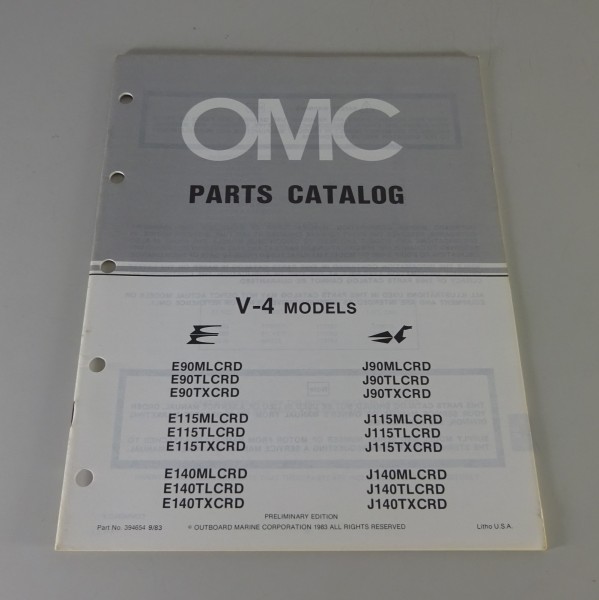 OMC
PARTS CATALOG
V-4 MODELS
E90MLCRD J90MLCRD
E90TLCRD J90TLCRD
E90TXCRD J90TXCRD
E115MLCRD J115MLCRD
E115TLCRD J115TLCRD
E115TXCRD J115TXCRD
E140MLCRD J140MLCRD
E140TLCRD J140TLCRD
E140TXCRD J140TXCRD
PRELIMINARY EDITION
Part No. 394654 9/83 © OUTBOARD MARINE CORPORATION 1983 ALL RIGHTS RESERVED Litho U.S.A.